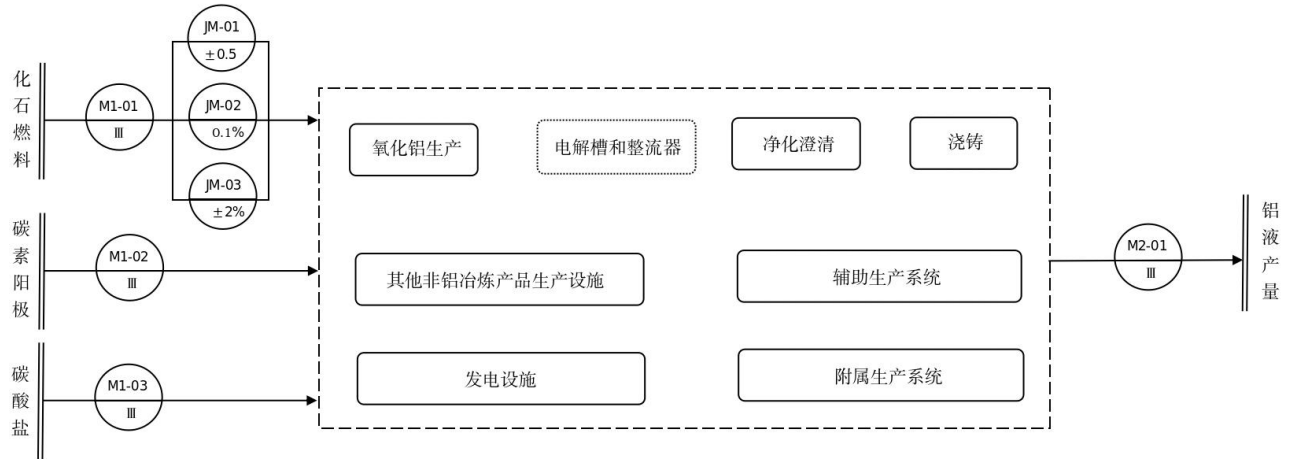 化石燃料
M1-01
Ⅲ
JM-01
±0.5
JM-02
0.1%
JM-03
±2%
碳素阳极
M1-02
Ⅲ
碳酸盐
M1-03
Ⅲ
氧化铝生产
电解槽和整流器
净化澄清
浇铸
其他非铝冶炼产品生产设施
辅助生产系统
发电设施
附属生产系统
M2-01
Ⅲ
铝液产量